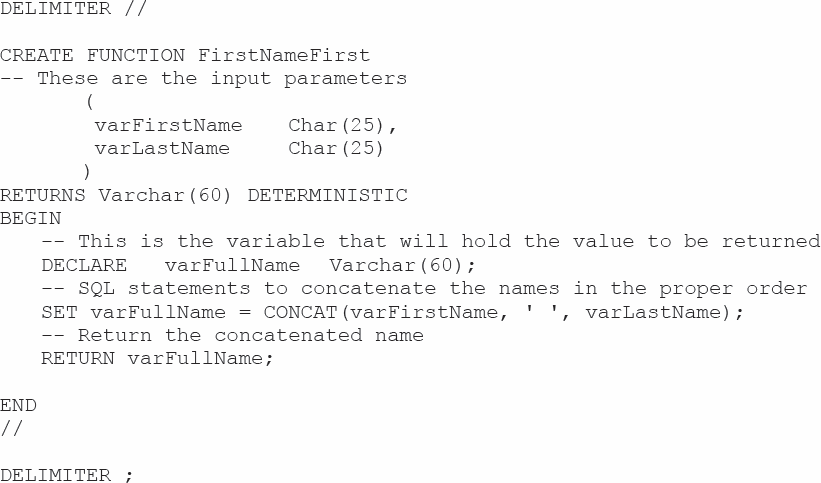 DELIMITER //
CREATE FUNCTION FirstNameFirst
-- These are the input parameters
(
varFirstName Char(25),
varLastName Char(25)
)
RETURNS Varchar(60) DETERMINISTIC
BEGIN
-- This is the variable that will hold the value to be returned
DECLARE varFullName Varchar(60);
-- SQL statements to concatenate the names in the proper order
SET varFullName = CONCAT(varFirstName, ' ', varLastName);
-- Return the concatenated name
RETURN varFullName;
END
//
DELIMITER ;